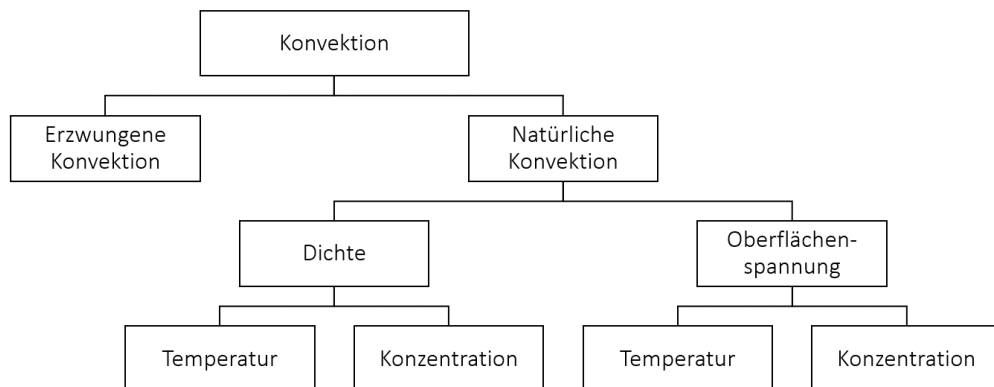 Konvektion
Erzwungene
Konvektion
Natürliche
Konvektion
Dichte
Oberflächen-
spannung
Temperatur
Konzentration
Temperatur
Konzentration